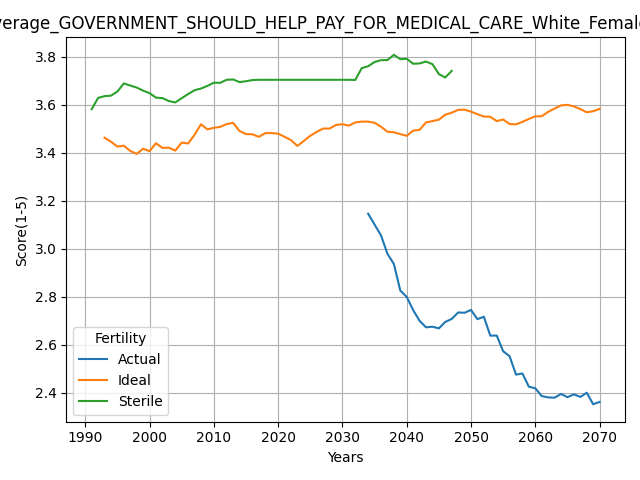 verage_GOVERNMENT_SHOULD_HELP_PAY_FOR_MEDICAL_CARE_White_Female
Score(1-5)
3.8
3.6
3.4
3.2
3.0
2.8
2.6
2.4
Fertility
Actual
Ideal
Sterile
1990 2000 2010 2020 2030 2040 2050 2060 2070
Years